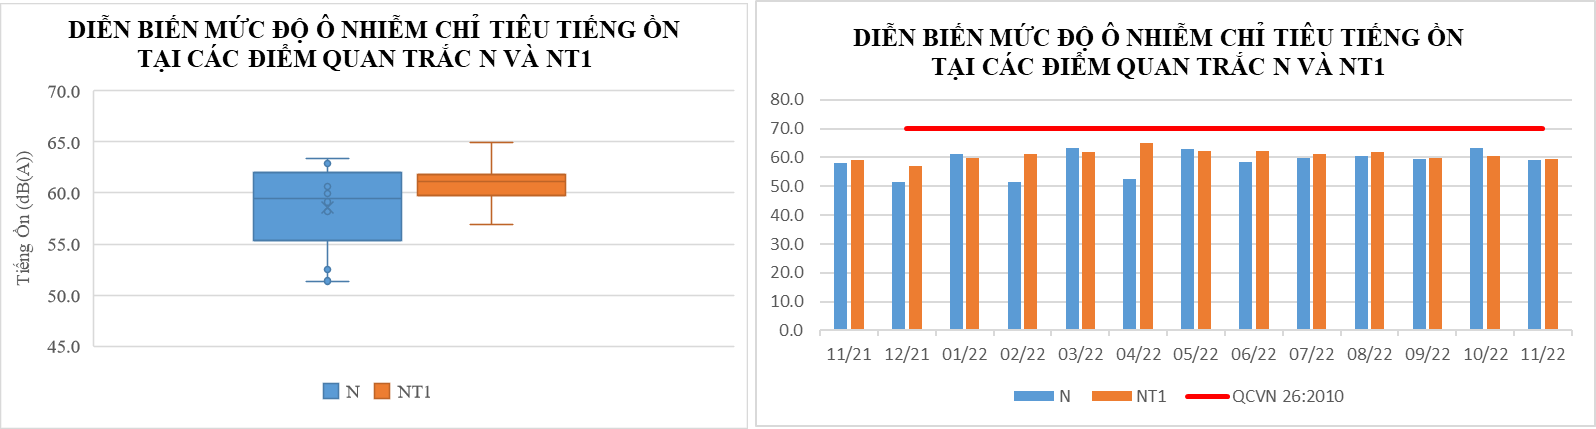 DIỄN BIẾN MỨC ĐỘ Ô NHIỄM CHỈ TIÊU TIẾNG ỒN
TẠI CÁC ĐIỂM QUAN TRẮC N VÀ NT1
70.0
65.0
60.0
55.0
50.0
45.0
Tiếng Ồn (dB(A))
N NT1
DIỄN BIẾN MỨC ĐỘ Ô NHIỄM CHỈ TIÊU TIẾNG ỒN
TẠI CÁC ĐIỂM QUAN TRẮC N VÀ NT1
80.0
70.0
60.0
50.0
40.0
30.0
20.0
10.0
0.0
11/21 12/21 01/22 02/22 03/22 04/22 05/22 06/22 07/22 08/22 09/22 10/22 11/22
N NT1 QCVN 26:2010